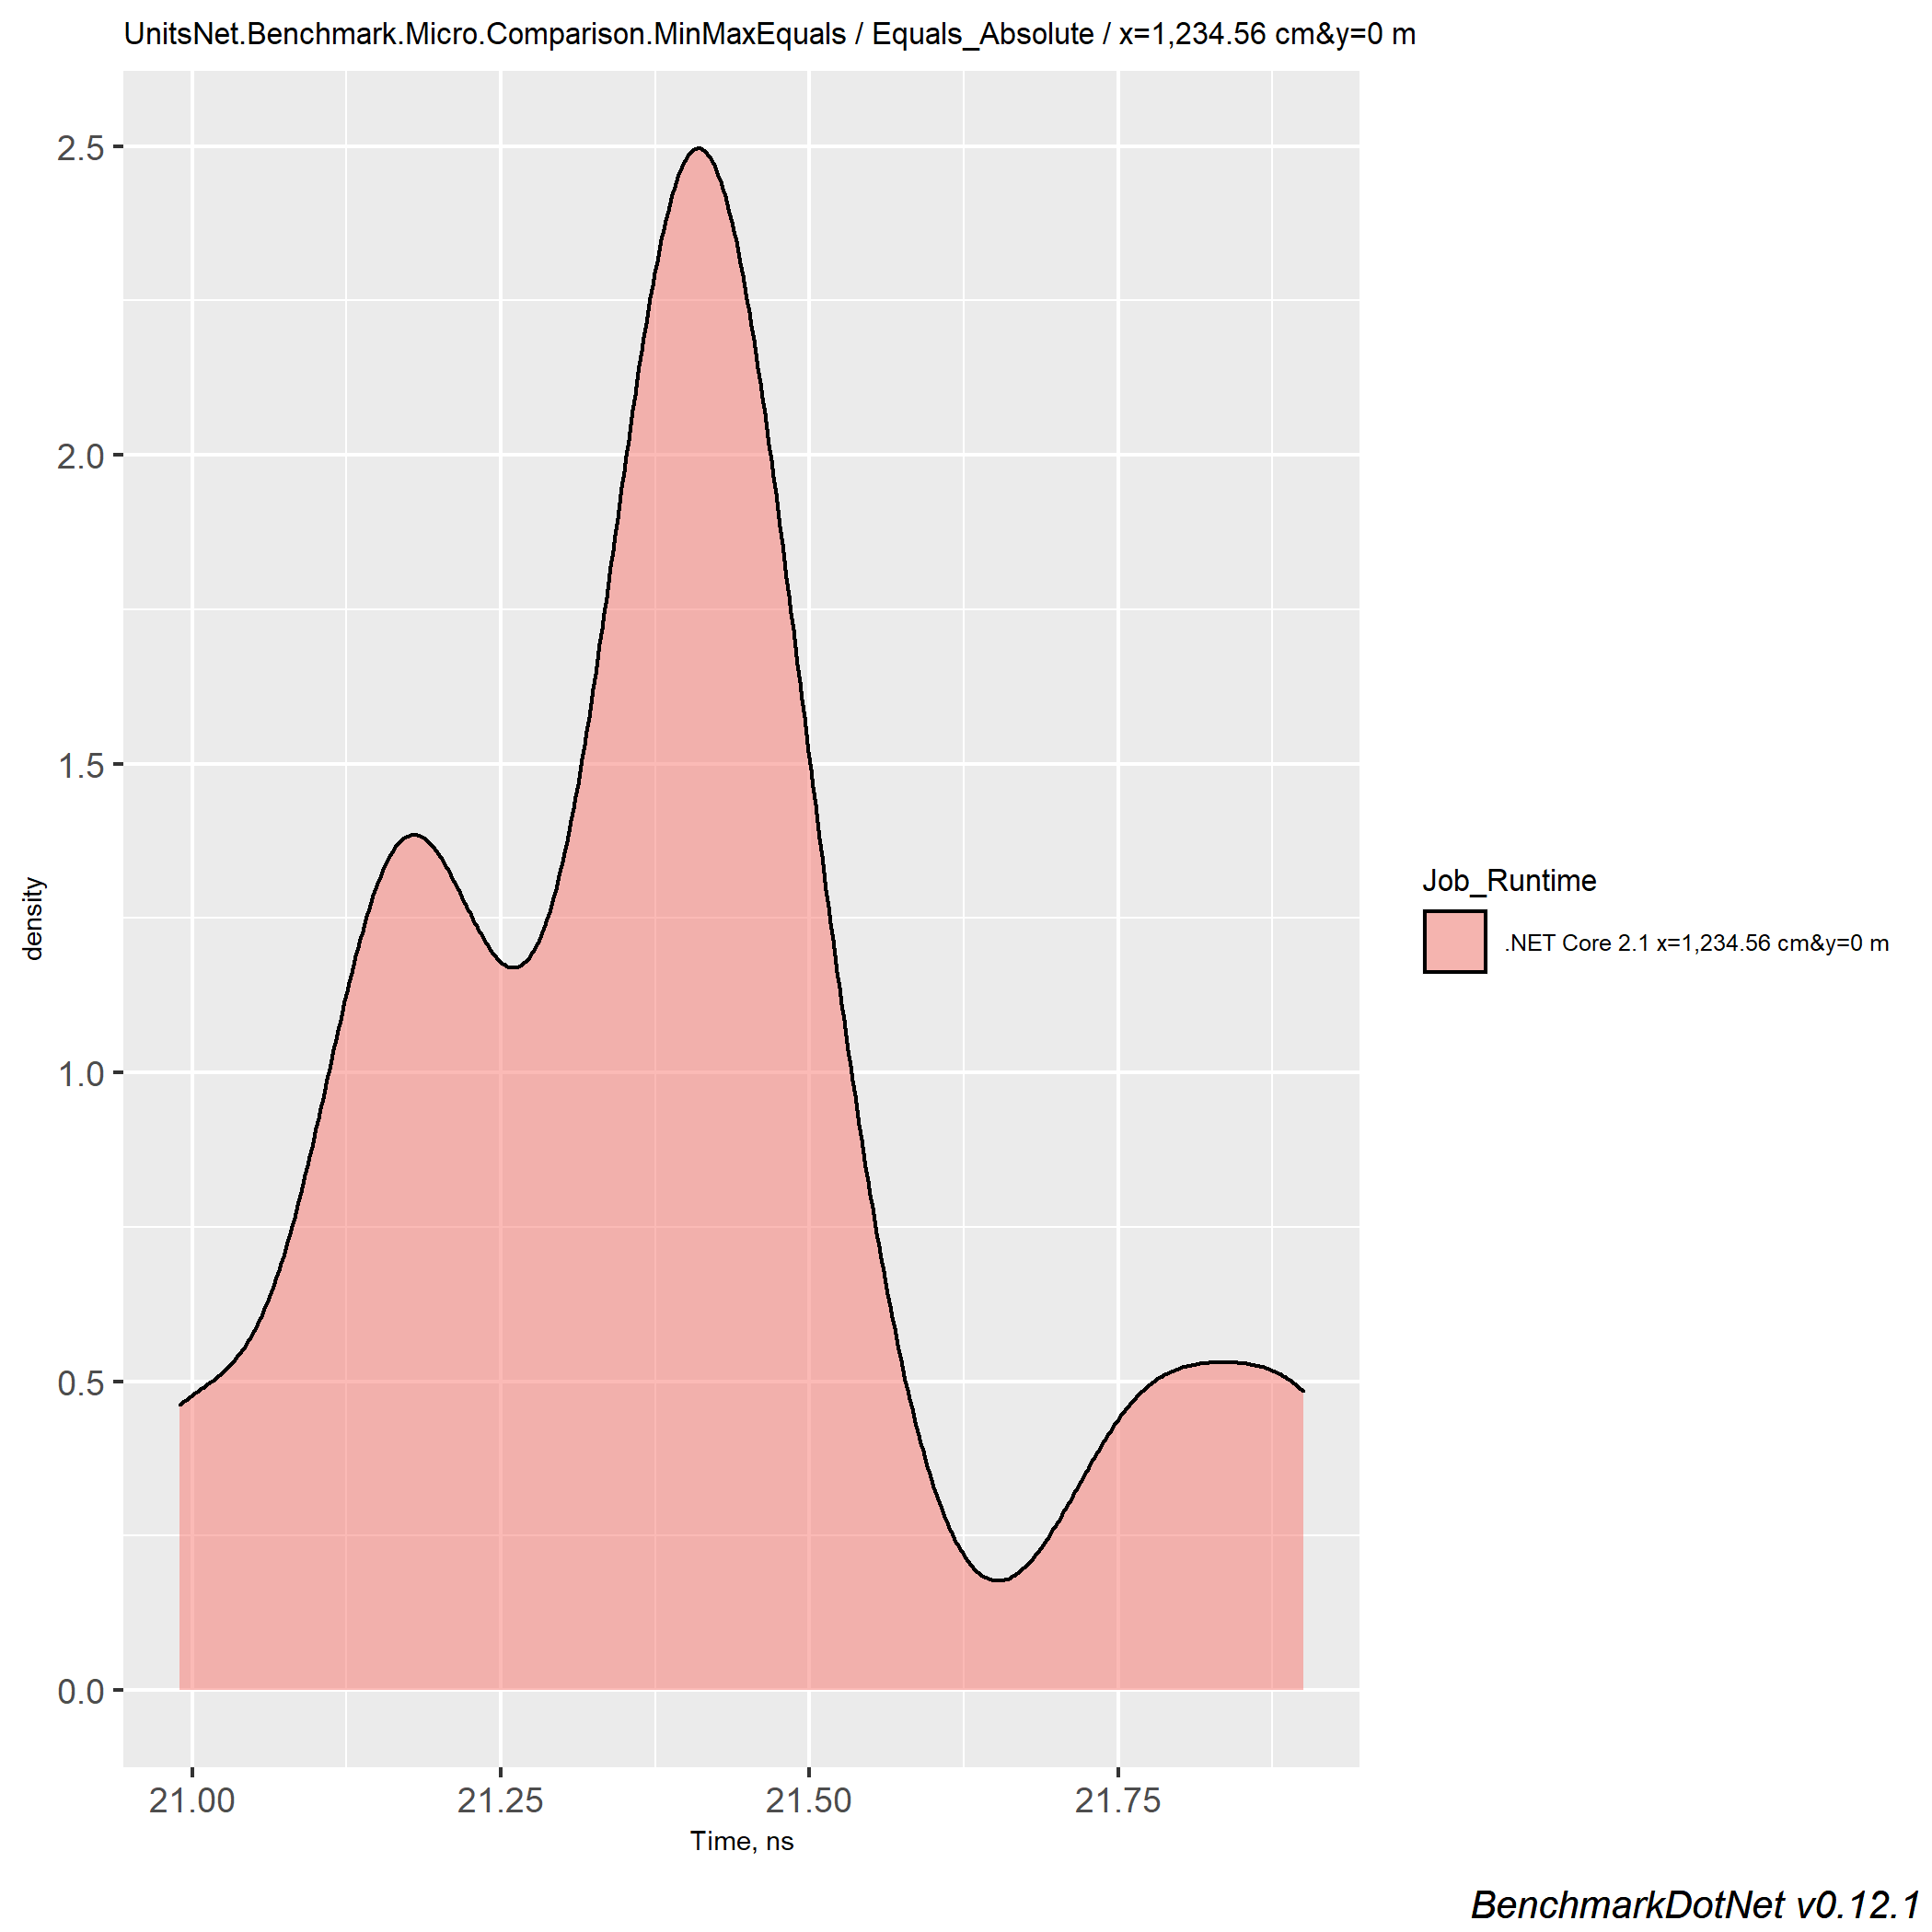 UnitsNet.Benchmark.Micro.Comparison.MinMaxEquals / Equals_Absolute / x=1,234.56 cm&y=0 m
2.5
2.0
1.5
1.0
0.5
0.0
density
21.00 21.25 21.50 21.75
Time, ns
Job_Runtime
.NET Core 2.1 x=1,234.56 cm&y=0 m
BenchmarkDotNet v0.12.1